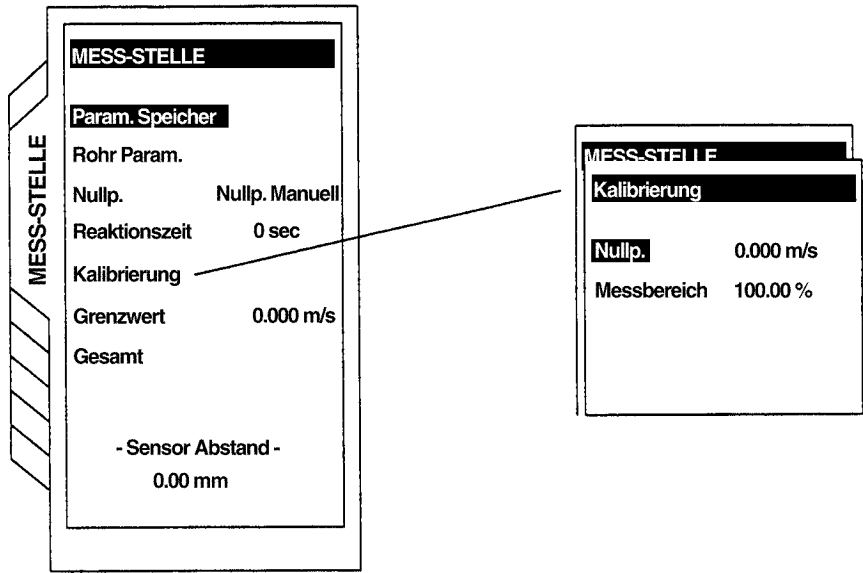 MESS-STELLE
MESS-STELLE
Param. Speicher
Rohr Param.
Nullp. Nullp. Manuell
Reaktionszeit 0 sec
Kalibrierung
Grenzwert 0.000 m/s
Gesamt
- Sensor Abstand -
0.00 mm
MESS-STELLE
Kalibrierung
Nullp. 0.000 m/s
Messbereich 100.00 %